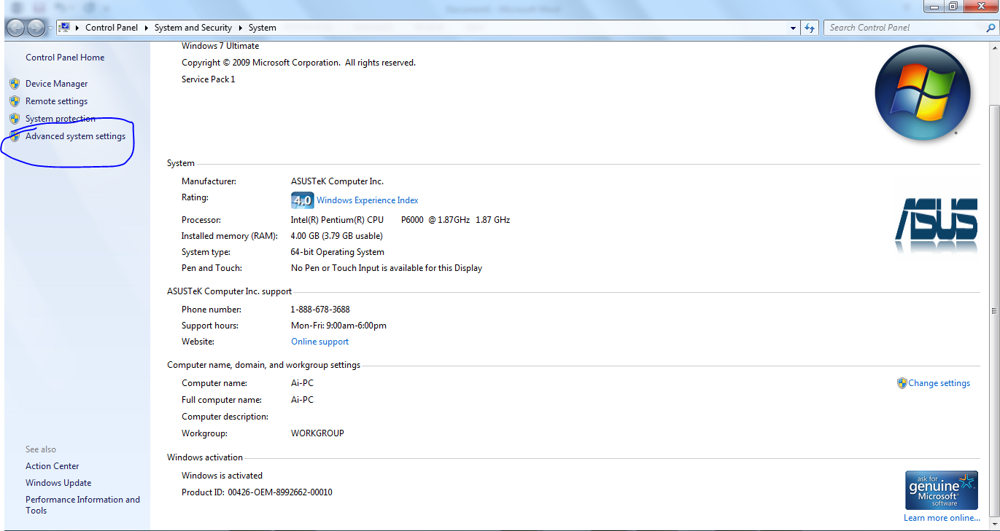 Control Panel ▸ System and Security ▸ System
Search Control Panel
Control Panel Home
Device Manager
Remote settings
System protection
Advanced system settings
See also
Action Center
Windows Update
Performance Information and
Tools
Windows 7 Ultimate
Copyright © 2009 Microsoft Corporation.  All rights reserved.
Service Pack 1
System
Manufacturer: ASUSTeK Computer Inc.
Rating: 4.0 Windows Experience Index
Processor: Intel(R) Pentium(R) CPU P6000 @ 1.87GHz 1.87 GHz
Installed memory (RAM): 4.00 GB (3.79 GB usable)
System type: 64-bit Operating System
Pen and Touch: No Pen or Touch Input is available for this Display
ASUS
ASUSTeK Computer Inc. support
Phone number: 1-888-678-3688
Support hours: Mon-Fri: 9:00am-6:00pm
Website: Online support
Computer name, domain, and workgroup settings
Computer name: Ai-PC
Change settings
Full computer name: Ai-PC
Computer description:
Workgroup: WORKGROUP
Windows activation
Windows is activated
Product ID: 00426-OEM-8992662-00010
ask for
genuine
Microsoft
software
Learn more online...